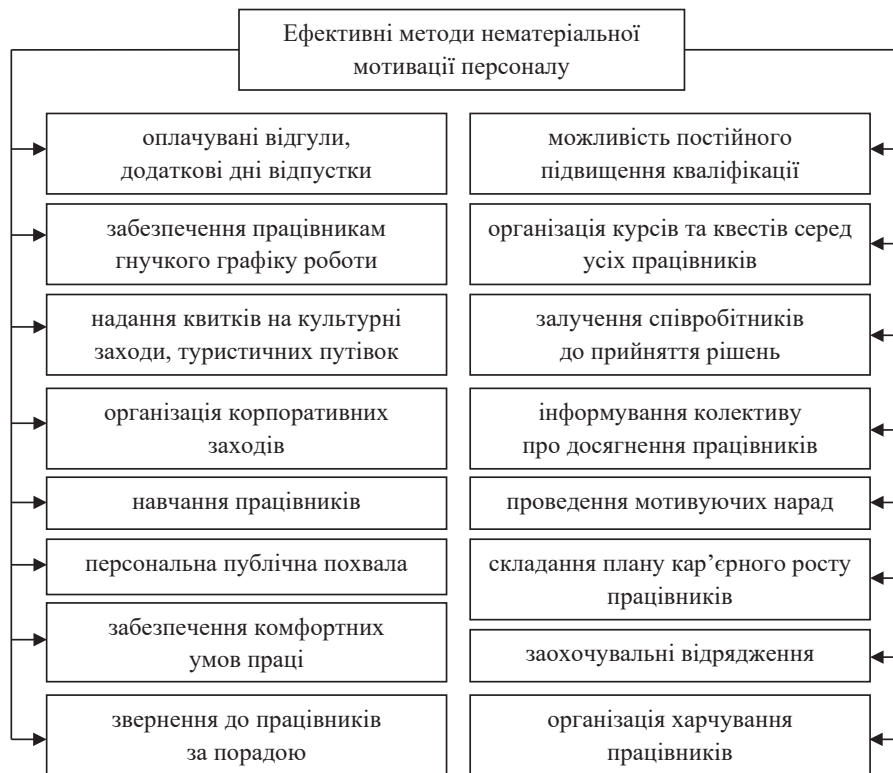 Ефективні методи нематеріальної
мотивації персоналу
оплачувані відгули,
додаткові дні відпустки
забезпечення працівникам
гнучкого графіку роботи
надання квитків на культурні
заходи, туристичних путівок
організація корпоративних
заходів
навчання працівників
персональна публічна похвала
забезпечення комфортних
умов праці
звернення до працівників
за порадою
можливість постійного
підвищення кваліфікації
організація курсів та квестів серед
усіх працівників
залучення співробітників
до прийняття рішень
інформування колективу
про досягнення працівників
проведення мотивуючих нарад
складання плану кар’єрного росту
працівників
заохочувальні відрядження
організація харчування
працівників